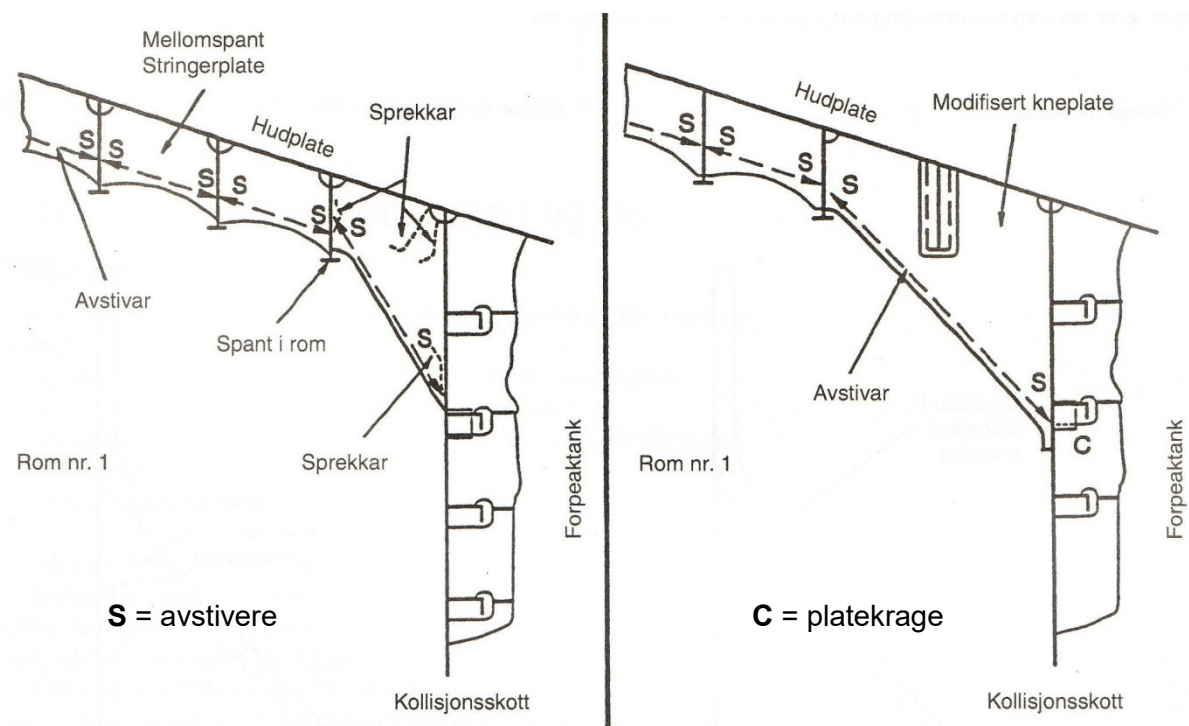 Mellomspant
Stringerplate
Hudplate
Sprekkar
S
S
S
S
S
S
S
Avstivar
Spant i rom
Sprekkar
Rom nr. 1
Forpeaktank
S = avstivere
Kollisjonsskott
Hudplate
Modifisert kneplate
S
S
S
S
S
Avstivar
C
Rom nr. 1
Forpeaktank
C = platekrage
Kollisjonsskott